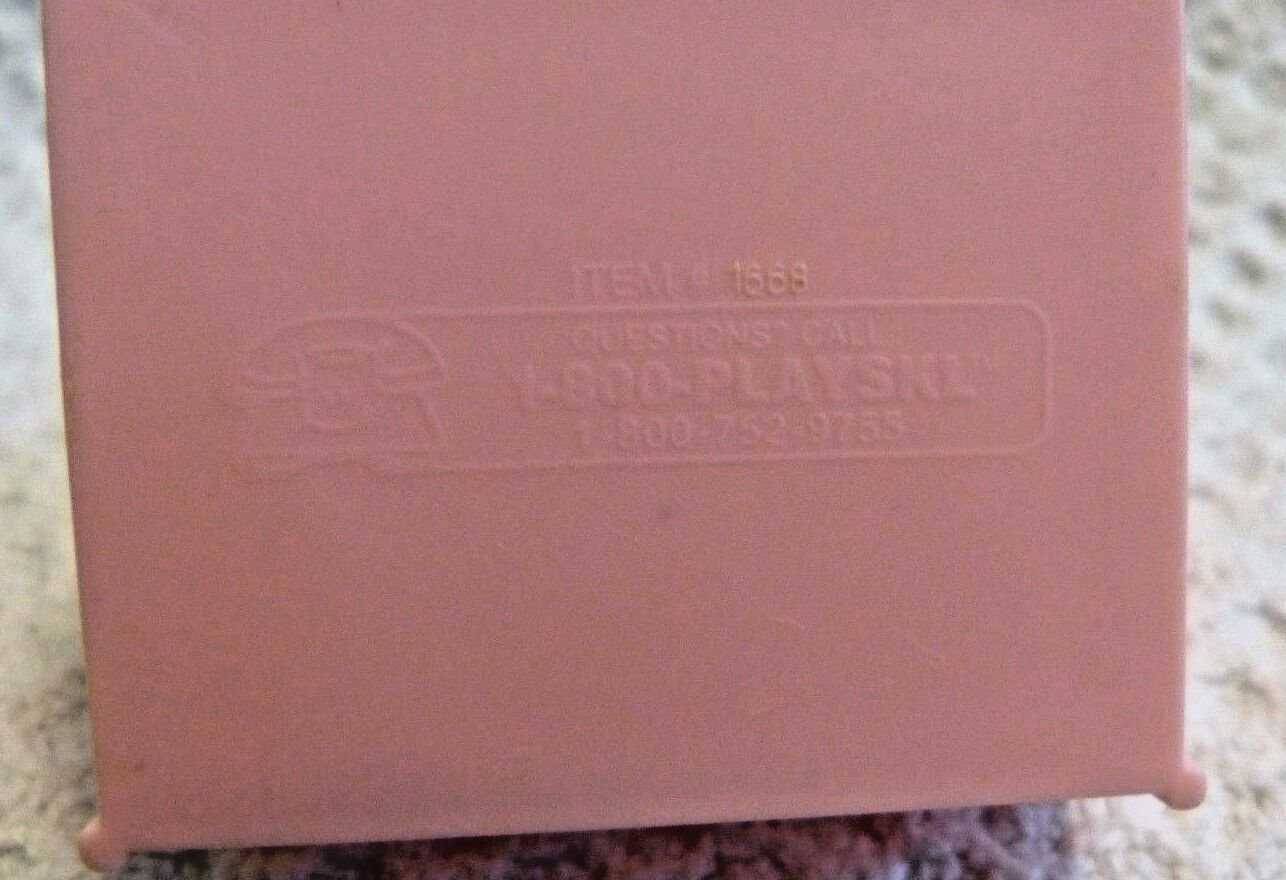 ITEM # 1668
QUESTIONS? CALL
1-800-PLAYSKL™
1-800-752-9755